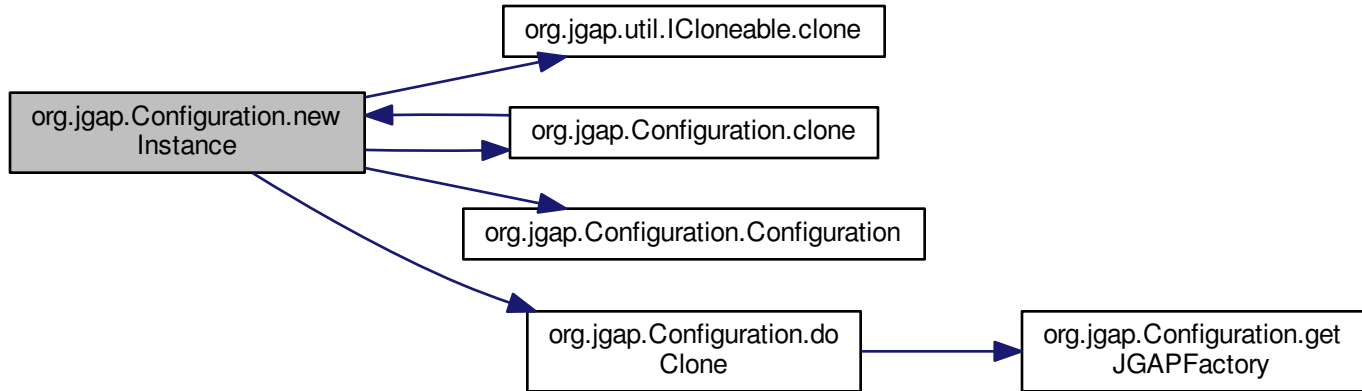 org.jgap.util.ICloneable.clone
org.jgap.Configuration.new
Instance
org.jgap.Configuration.clone
org.jgap.Configuration.Configuration
org.jgap.Configuration.do
Clone
org.jgap.Configuration.get
JGAPFactory